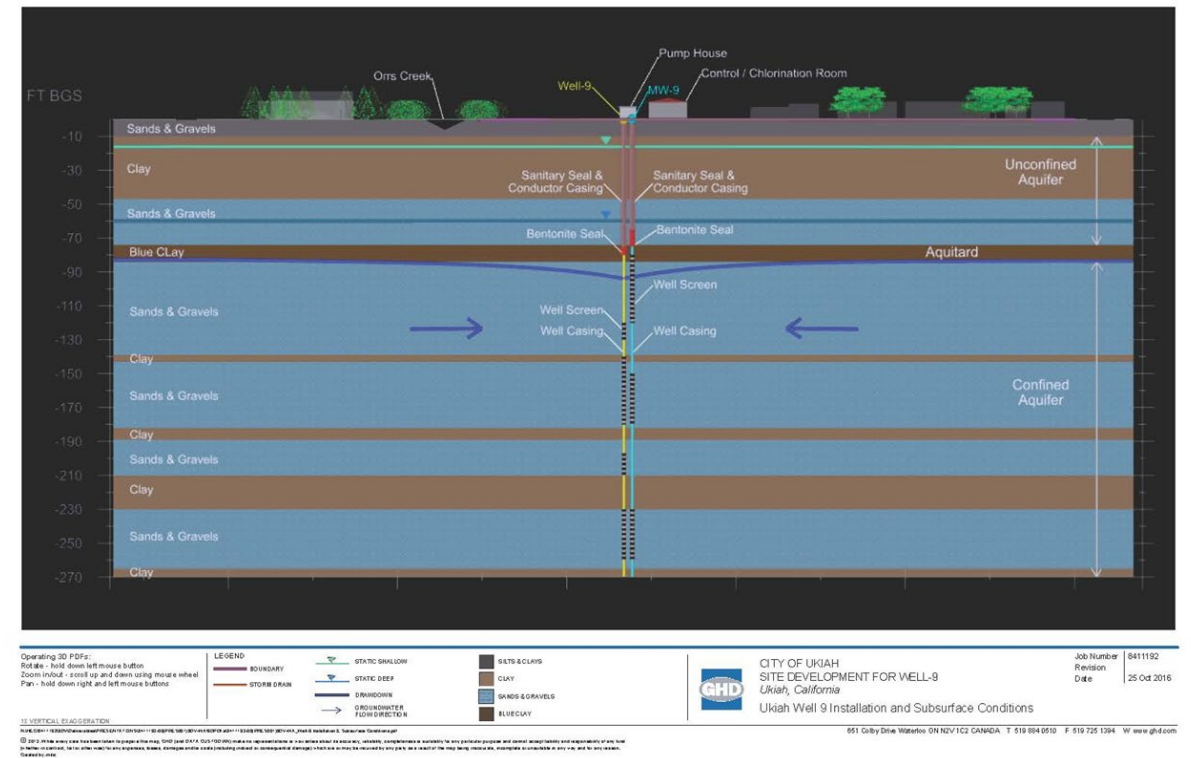 Pump House
Orrs Creek
Control / Chlorination Room
Well-9
MW-9
FT BGS
Sands & Gravels
-10
Unconfined
Aquifer
-30
Clay
Sanitary Seal &
Conductor Casing
Sanitary Seal &
Conductor Casing
-50
Sands & Gravels
-70
Bentonite Seal
Bentonite Seal
Blue CLay
Aquitard
-90
Well Screen
-110
Sands & Gravels
Well Screen
-130
Well Casing
Well Casing
Clay
-150
Confined
Aquifer
Sands & Gravels
-170
Clay
-190
Sands & Gravels
-210
Clay
-230
Sands & Gravels
-250
Clay
-270
Operating 3D PDFs:
Rotate - hold down left mouse button
Zoom in/out - scroll up and down using mouse wheel
Pan - hold down right and left mouse buttons
1:5 VERTICAL EXAGGERATION
LEGEND
BOUNDARY
STORM DRAIN
STATIC SHALLOW
STATIC DEEP
DRAWDOWN
GROUNDWATER
FLOW DIRECTION
SILTS & CLAYS
CLAY
SANDS & GRAVELS
BLUE CLAY
GHD
CITY OF UKIAH
SITE DEVELOPMENT FOR WELL-9
Ukiah, California
Ukiah Well 9 Installation and Subsurface Conditions
Job Number 8411192
Revision
Date 25 Oct 2016
651 Colby Drive Waterloo ON N2V 1C2 CANADA T 519 884 0510 F 519 725 1394 W www.ghd.com